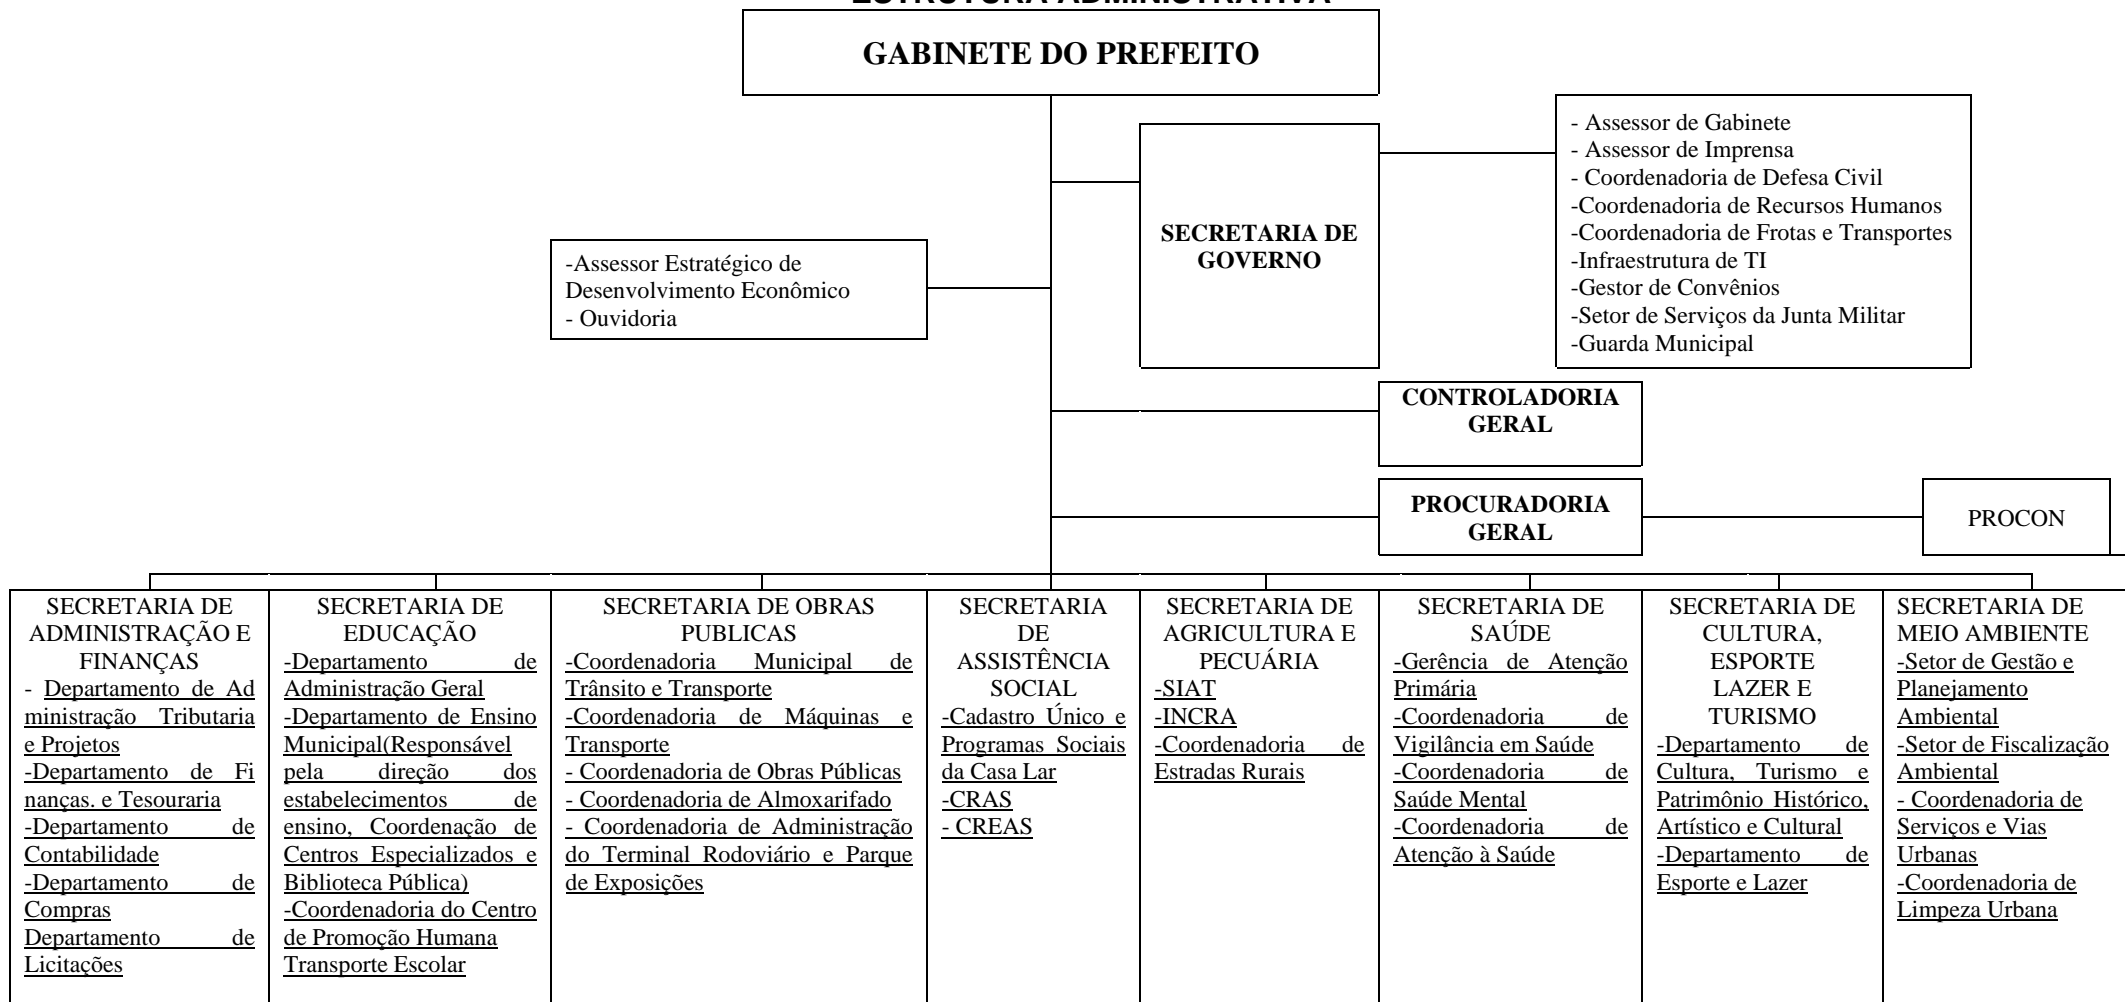 ESTRUTURA ADMINISTRATIVA
GABINETE DO PREFEITO
- Assessor de Gabinete
- Assessor de Imprensa
- Coordenadoria de Defesa Civil
-Coordenadoria de Recursos Humanos
-Coordenadoria de Frotas e Transportes
-Infraestrutura de TI
-Gestor de Convênios
-Setor de Serviços da Junta Militar
-Guarda Municipal
SECRETARIA DE
GOVERNO
-Assessor Estratégico de
Desenvolvimento Econômico
- Ouvidoria
CONTROLADORIA
GERAL
PROCURADORIA
GERAL
PROCON
SECRETARIA DE
ADMINISTRAÇÃO E
FINANÇAS
- Departamento de Ad
ministração Tributaria
e Projetos
-Departamento de Fi
nanças. e Tesouraria
-Departamento de
Contabilidade
-Departamento de
Compras
Departamento de
Licitações
SECRETARIA DE
EDUCAÇÃO
-Departamento de
Administração Geral
-Departamento de Ensino
Municipal(Responsável
pela direção dos
estabelecimentos de
ensino, Coordenação de
Centros Especializados e
Biblioteca Pública)
-Coordenadoria do Centro
de Promoção Humana
Transporte Escolar
SECRETARIA DE OBRAS
PUBLICAS
-Coordenadoria Municipal de
Trânsito e Transporte
-Coordenadoria de Máquinas e
Transporte
- Coordenadoria de Obras Públicas
- Coordenadoria de Almoxarifado
- Coordenadoria de Administração
do Terminal Rodoviário e Parque
de Exposições
SECRETARIA
DE
ASSISTÊNCIA
SOCIAL
-Cadastro Único e
Programas Sociais
da Casa Lar
-CRAS
- CREAS
SECRETARIA DE
AGRICULTURA E
PECUÁRIA
-SIAT
-INCRA
-Coordenadoria de
Estradas Rurais
SECRETARIA DE
SAÚDE
-Gerência de Atenção
Primária
-Coordenadoria de
Vigilância em Saúde
-Coordenadoria de
Saúde Mental
-Coordenadoria de
Atenção à Saúde
SECRETARIA DE
CULTURA,
ESPORTE
LAZER E
TURISMO
-Departamento de
Cultura, Turismo e
Patrimônio Histórico,
Artístico e Cultural
-Departamento de
Esporte e Lazer
SECRETARIA DE
MEIO AMBIENTE
-Setor de Gestão e
Planejamento
Ambiental
-Setor de Fiscalização
Ambiental
- Coordenadoria de
Serviços e Vias
Urbanas
-Coordenadoria de
Limpeza Urbana